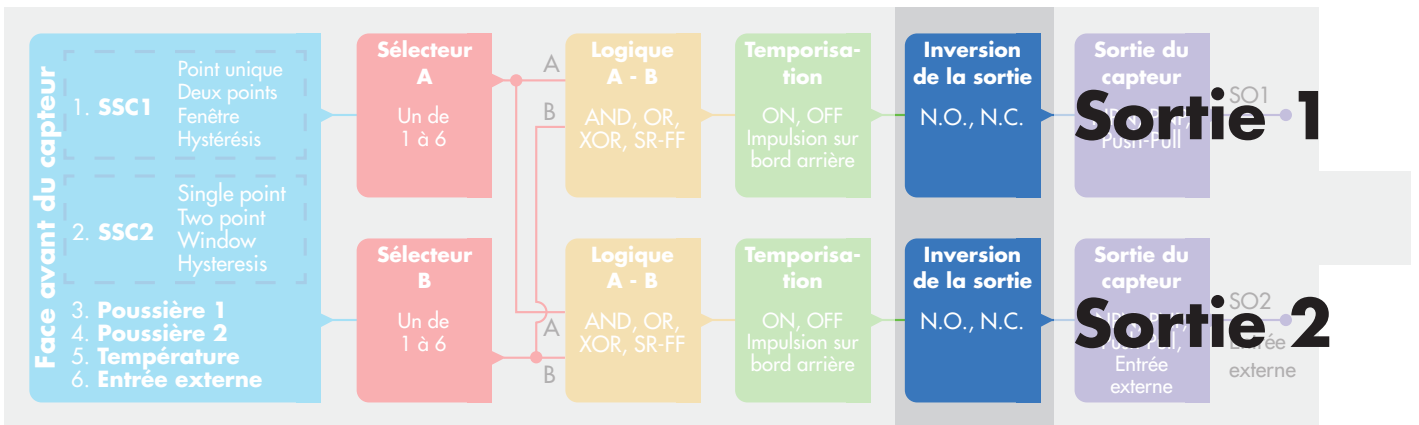 Face avant du capteur
1. SSC1
Point unique
Deux points
Fenêtre
Hystérésis
2. SSC2
Single point
Two point
Window
Hysteresis
3. Poussière 1
4. Poussière 2
5. Température
6. Entrée externe
Sélecteur
A
Un de
1 à 6
A
B
Logique
A - B
AND, OR,
XOR, SR-FF
Temporisa-
tion
ON, OFF
Impulsion sur
bord arrière
Inversion
de la sortie
N.O., N.C.
Sortie du
capteur
Push-Pull
Sortie 1
SO1
Sélecteur
B
Un de
1 à 6
A
B
Logique
A - B
AND, OR,
XOR, SR-FF
Temporisa-
tion
ON, OFF
Impulsion sur
bord arrière
Inversion
de la sortie
N.O., N.C.
Sortie du
capteur
Push-Pull,
Entrée
externe
Sortie 2
SO2
Entrée
externe